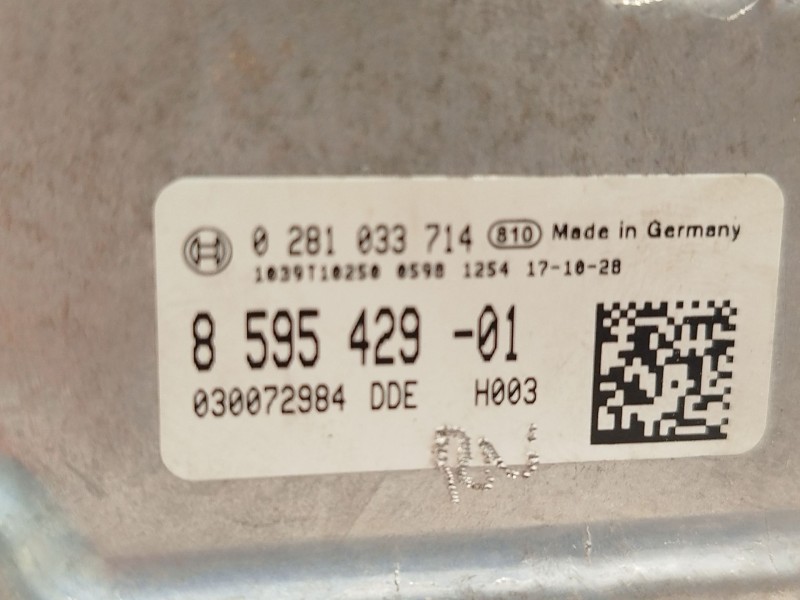 0 281 033 714 810 Made in Germany
1039T10250 0598 1254 17-10-28
8 595 429 -01
030072984 DDE H003